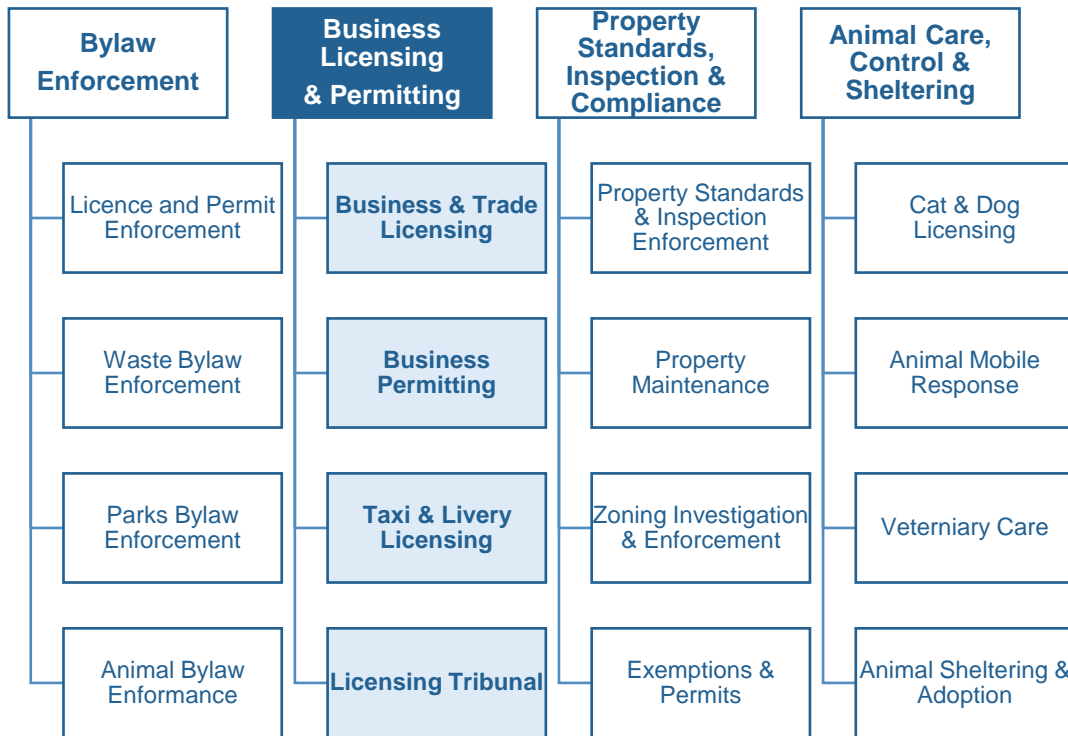 Bylaw
Enforcement
Business
Licensing
& Permitting
Property
Standards,
Inspection &
Compliance
Animal Care,
Control &
Sheltering
Licence and Permit
Enforcement
Business & Trade
Licensing
Property Standards
& Inspection
Enforcement
Cat & Dog
Licensing
Waste Bylaw
Enforcement
Business
Permitting
Property
Maintenance
Animal Mobile
Response
Parks Bylaw
Enforcement
Taxi & Livery
Licensing
Zoning Investigation
& Enforcement
Veterniary Care
Animal Bylaw
Enformance
Licensing Tribunal
Exemptions &
Permits
Animal Sheltering &
Adoption